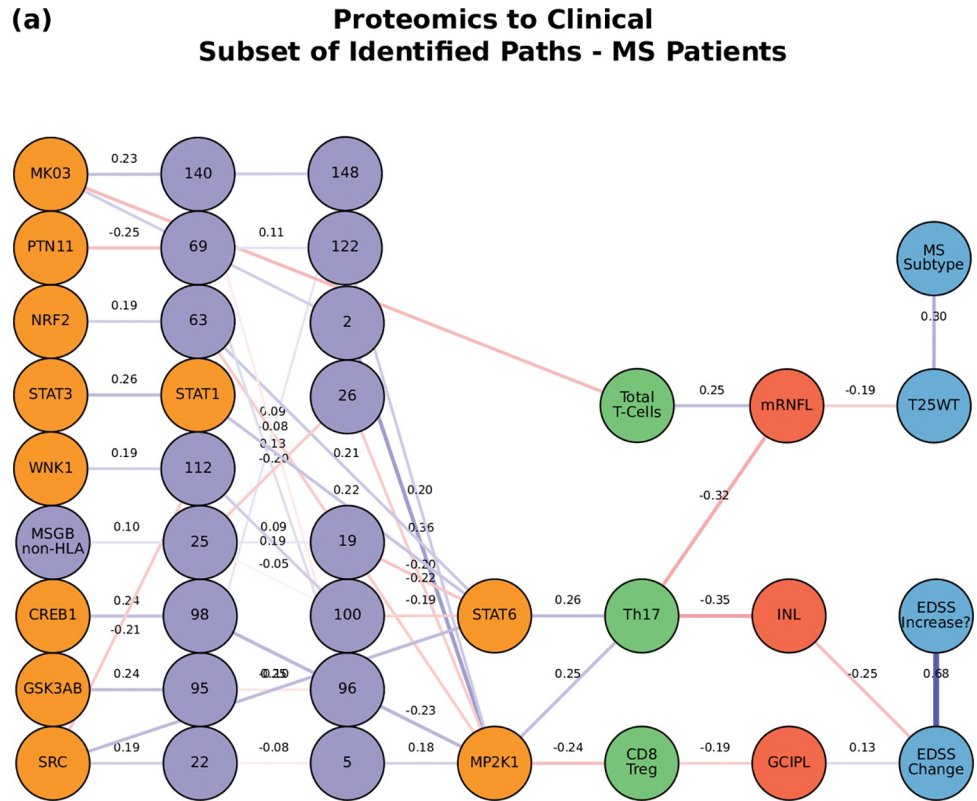 (a)
Proteomics to Clinical
Subset of Identified Paths - MS Patients
MK03
0.23
140
148
PTN11
-0.25
69
0.11
122
MS
Subtype
NRF2
0.19
63
2
0.30
STAT3
0.26
STAT1
26
Total
T-Cells
0.25
mRNFL
-0.19
T25WT
0.09
-0.08
0.13
-0.20
WNK1
0.19
112
0.21
0.22
0.20
-0.32
MSGB
non-HLA
0.10
25
0.09
0.19
-0.05
19
0.36
-0.20
-0.22
CREB1
0.24
-0.21
98
100
-0.19
STAT6
0.26
Th17
-0.35
INL
EDSS
Increase?
GSK3AB
0.24
95
96
-0.23
0.25
-0.25
0.68
SRC
0.19
22
-0.08
5
0.18
MP2K1
-0.24
CD8
Treg
-0.19
GCIPL
0.13
EDSS
Change